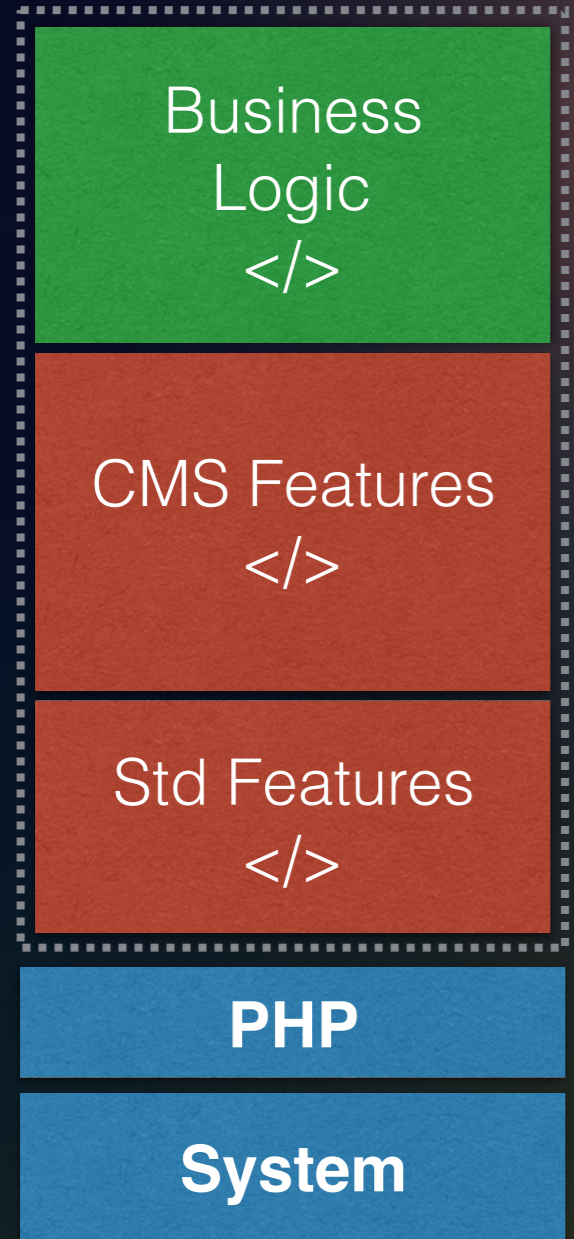 Business
Logic
</>
CMS Features
</>
Std Features
</>
PHP
System